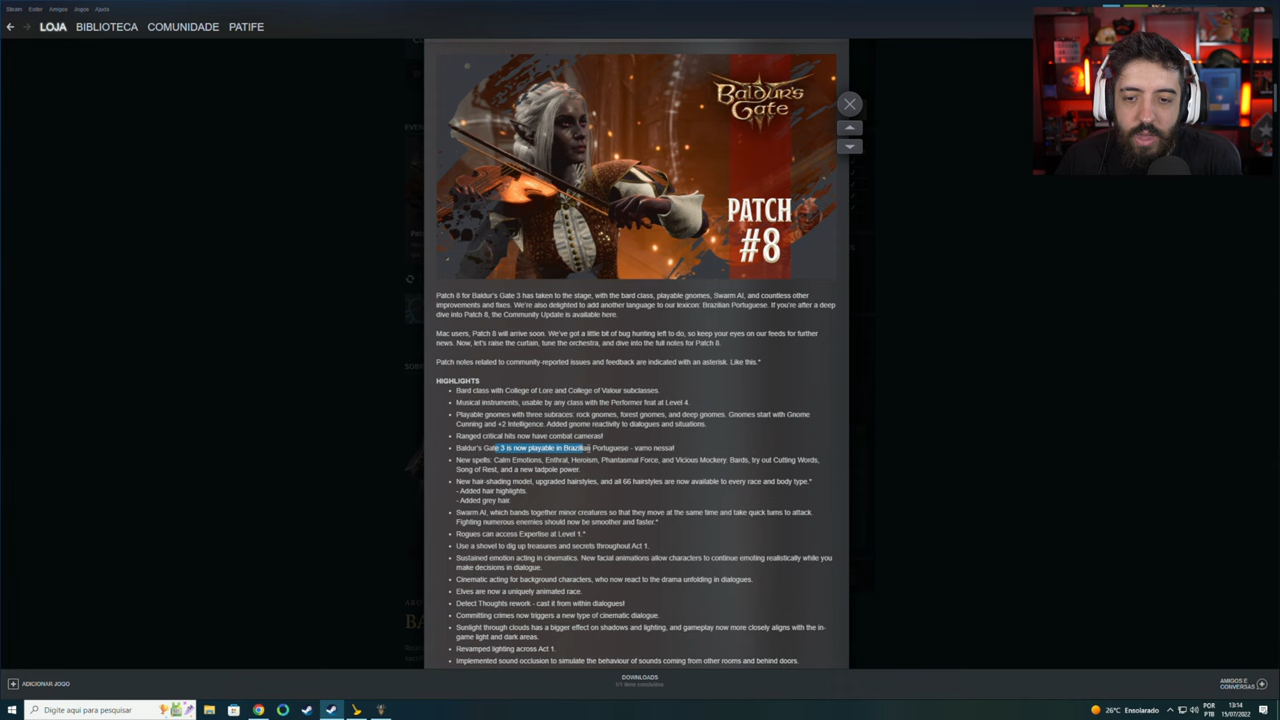 Steam Exibir Amigos Jogos Ajuda
LOJA BIBLIOTECA COMUNIDADE PATIFE
BALDUR'S
GATE
PATCH
#8
Patch 8 for Baldur's Gate 3 has taken to the stage, with the bard class, playable gnomes, Swarm AI, and countless other
improvements and fixes. We're also delighted to add another language to our lexicon: Brazilian Portuguese. If you're after a deep
dive into Patch 8, the Community Update is available here.
Mac users, Patch 8 will arrive soon. We've got a little bit of bug hunting left to do, so keep your eyes on our feeds for further
news. Now, let's raise the curtain, tune the orchestra, and dive into the full notes for Patch 8.
Patch notes related to community-reported issues and feedback are indicated with an asterisk. Like this.*
HIGHLIGHTS
• Bard class with College of Lore and College of Valour subclasses.
• Musical instruments, usable by any class with the Performer feat at Level 4.
• Playable gnomes with three subraces: rock gnomes, forest gnomes, and deep gnomes. Gnomes start with Gnome
Cunning and +2 Intelligence. Added gnome reactivity to dialogues and situations.
• Ranged critical hits now have combat cameras!
• Baldur's Gate 3 is now playable in Brazilian Portuguese - vamo nessa!
• New spells: Calm Emotions, Enthral, Heroism, Phantasmal Force, and Vicious Mockery. Bards, try out Cutting Words,
Song of Rest, and a new tadpole power.
• New hair-shading model, upgraded hairstyles, and all 66 hairstyles are now available to every race and body type.*
- Added hair highlights.
- Added grey hair.
• Swarm AI, which bands together minor creatures so that they move at the same time and take quick turns to attack.
Fighting numerous enemies should now be smoother and faster.*
• Rogues can access Expertise at Level 1.*
• Use a shovel to dig up treasures and secrets throughout Act 1.
• Sustained emotion acting in cinematics. New facial animations allow characters to continue emoting realistically while you
make decisions in dialogue.
• Cinematic acting for background characters, who now react to the drama unfolding in dialogues.
• Elves are now a uniquely animated race.
• Detect Thoughts rework - cast it from within dialogues!
• Committing crimes now triggers a new type of cinematic dialogue.
• Sunlight through clouds has a bigger effect on shadows and lighting, and gameplay now more closely aligns with the in-
game light and dark areas.
• Revamped lighting across Act 1.
• Implemented sound occlusion to simulate the behaviour of sounds coming from other rooms and behind doors.
ADICIONAR JOGO
DOWNLOADS
1/1 itens concluídos
AMIGOS E
CONVERSAS
Digite aqui para pesquisar
26°C Ensolarado
POR
PTB
13:14
15/07/2022